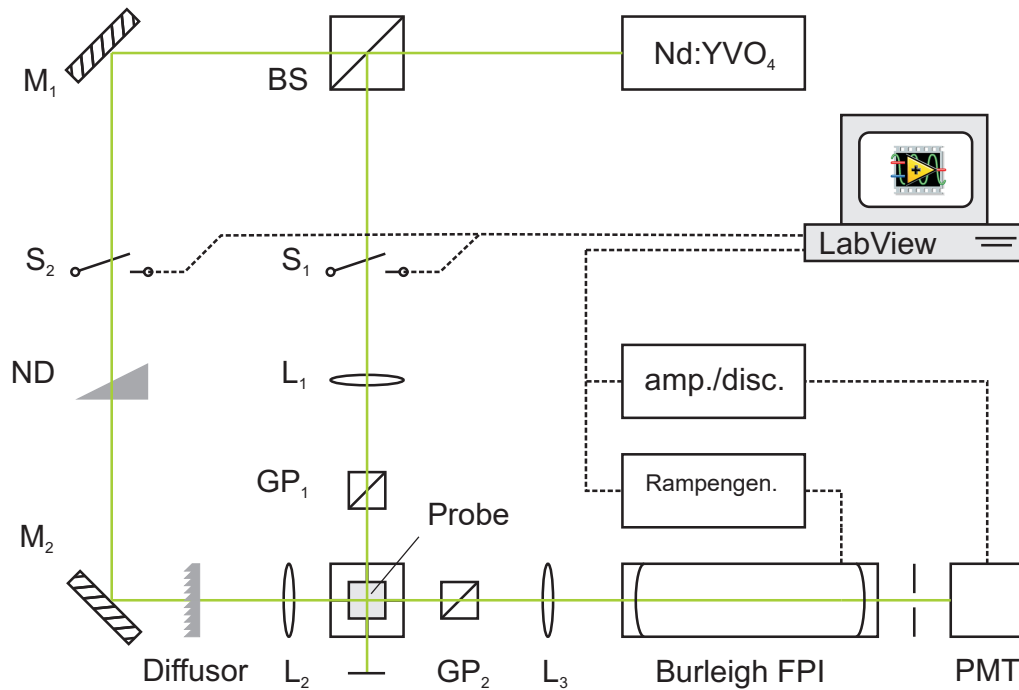 M₁
BS
Nd:YVO₄
LabView
S₂
S₁
ND
L₁
amp./disc.
GP₁
Rampengen.
Probe
M₂
Diffusor
L₂
GP₂
L₃
Burleigh FPI
PMT